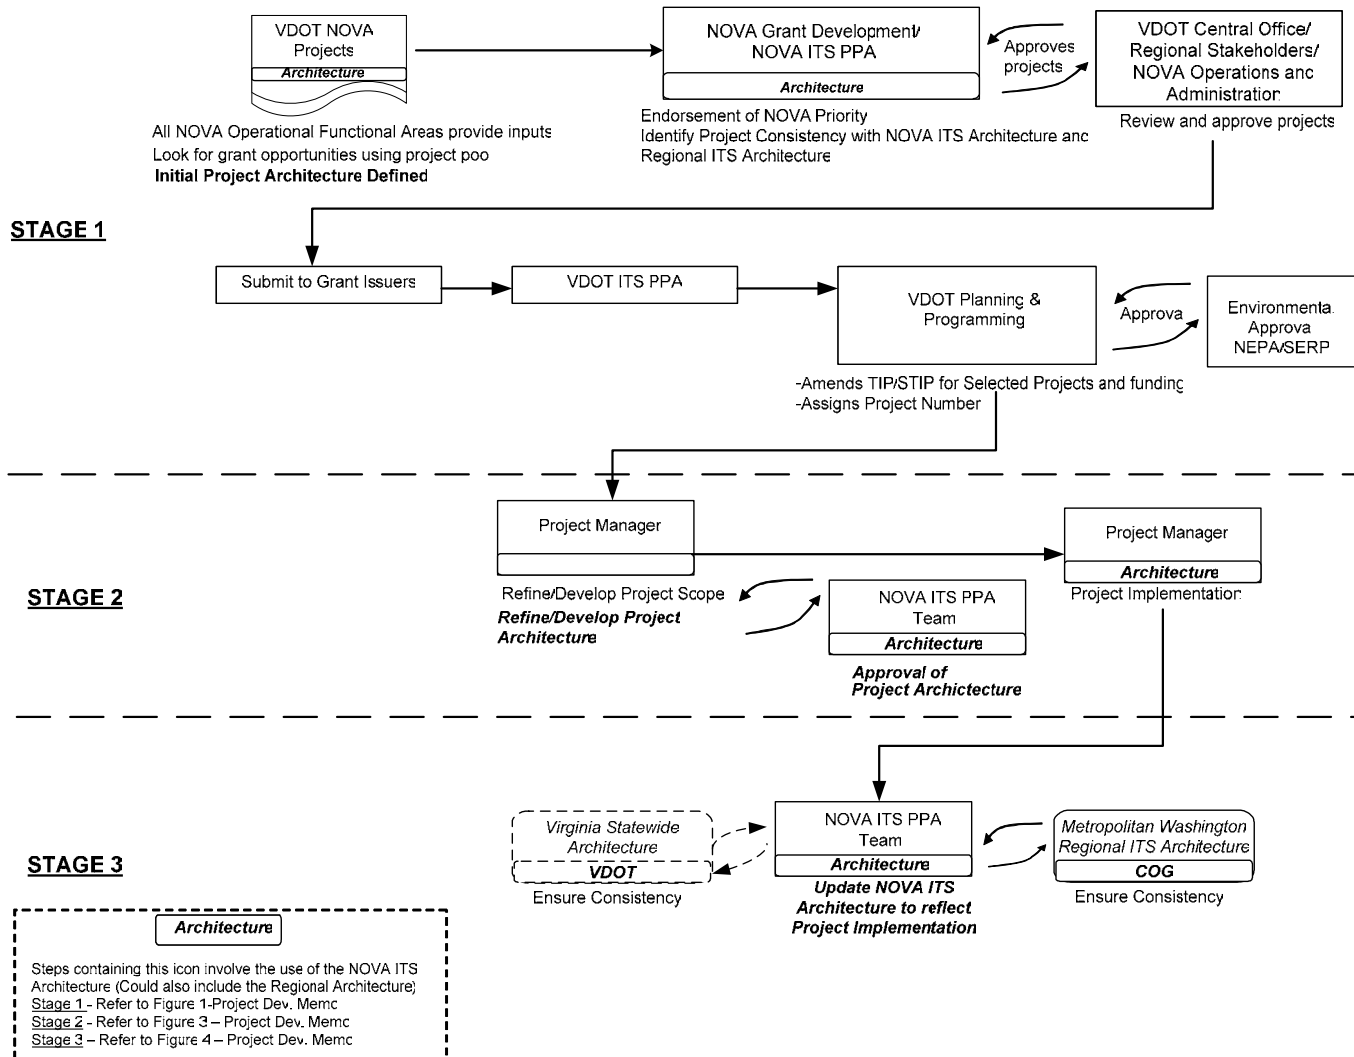 VDOT NOVA
Projects
Architecture
All NOVA Operational Functional Areas provide inputs
Look for grant opportunities using project poo
Initial Project Architecture Defined
NOVA Grant Development/
NOVA ITS PPA
Architecture
Endorsement of NOVA Priority
Identify Project Consistency with NOVA ITS Architecture and
Regional ITS Architecture
Approves
projects
VDOT Central Office/
Regional Stakeholders/
NOVA Operations and
Administration
Review and approve projects
STAGE 1
Submit to Grant Issuers
VDOT ITS PPA
VDOT Planning &
Programming
-Amends TIP/STIP for Selected Projects and funding
-Assigns Project Number
Approva
Environmenta.
Approva
NEPA/SERP
STAGE 2
Project Manager
Refine/Develop Project Scope
Refine/Develop Project
Architecture
NOVA ITS PPA
Team
Architecture
Approval of
Project Archictecture
Project Manager
Architecture
Project Implementation
STAGE 3
Virginia Statewide
Architecture
VDOT
Ensure Consistency
NOVA ITS PPA
Team
Architecture
Update NOVA ITS
Architecture to reflect
Project Implementation
Metropolitan Washington
Regional ITS Architecture
COG
Ensure Consistency
Architecture
Steps containing this icon involve the use of the NOVA ITS
Architecture (Could also include the Regional Architecture)
Stage 1 - Refer to Figure 1-Project Dev. Memo
Stage 2 - Refer to Figure 3 – Project Dev. Memo
Stage 3 – Refer to Figure 4 – Project Dev. Memo